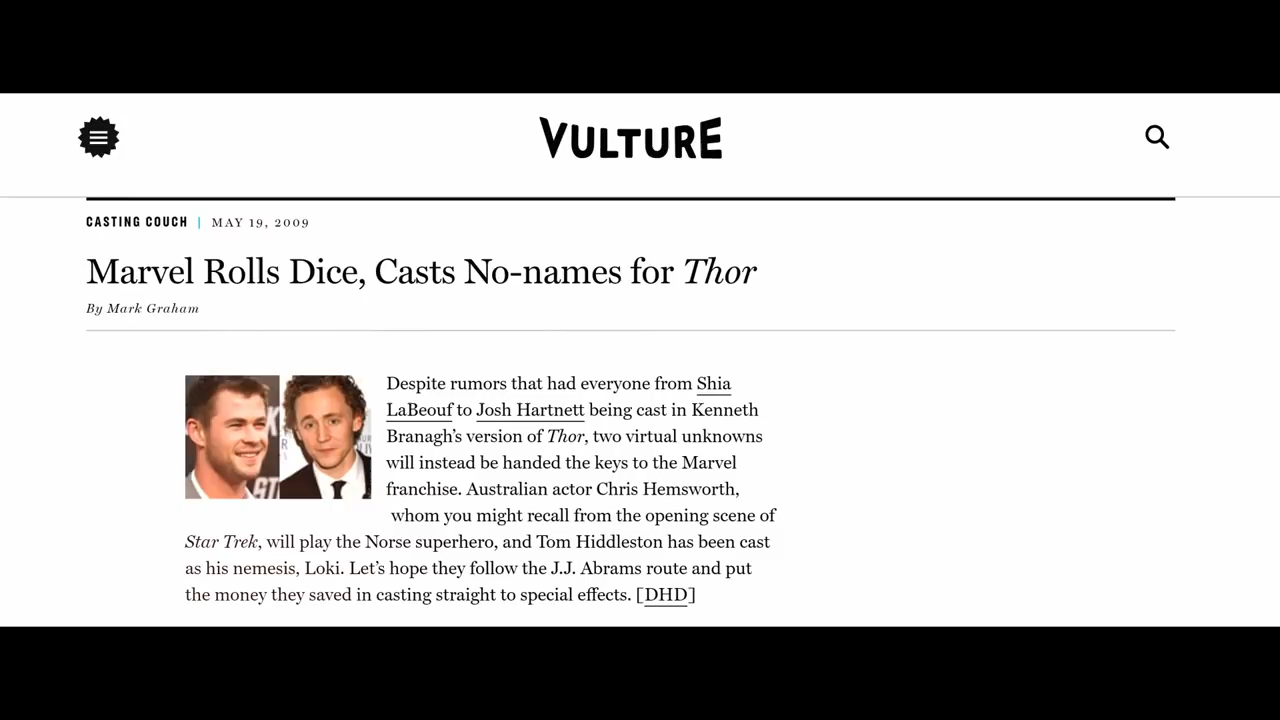 VULTURE
CASTING COUCH | MAY 19, 2009
Marvel Rolls Dice, Casts No-names for Thor
By Mark Graham
Despite rumors that had everyone from Shia
LaBeouf to Josh Hartnett being cast in Kenneth
Branagh's version of Thor, two virtual unknowns
will instead be handed the keys to the Marvel
franchise. Australian actor Chris Hemsworth,
whom you might recall from the opening scene of
Star Trek, will play the Norse superhero, and Tom Hiddleston has been cast
as his nemesis, Loki. Let's hope they follow the J.J. Abrams route and put
the money they saved in casting straight to special effects. [DHD]